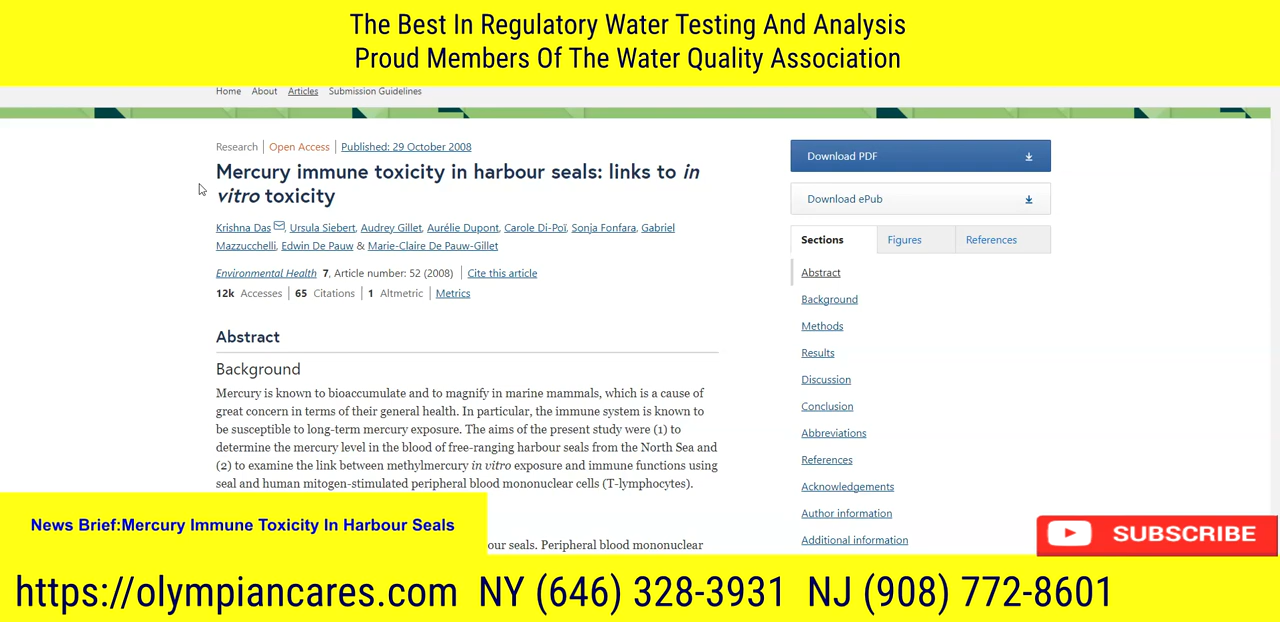 The Best In Regulatory Water Testing And Analysis
Proud Members Of The Water Quality Association
Home About Articles Submission Guidelines
Research Open Access Published: 29 October 2008
Mercury immune toxicity in harbour seals: links to in
vitro toxicity
Krishna Das, Ursula Siebert, Audrey Gillet, Aurélie Dupont, Carole Di-Poï, Sonja Fonfara, Gabriel
Mazzucchelli, Edwin De Pauw & Marie-Claire De Pauw-Gillet
Environmental Health 7, Article number: 52 (2008) Cite this article
12k Accesses 65 Citations 1 Altmetric Metrics
Abstract
Background
Mercury is known to bioaccumulate and to magnify in marine mammals, which is a cause of
great concern in terms of their general health. In particular, the immune system is known to
be susceptible to long-term mercury exposure. The aims of the present study were (1) to
determine the mercury level in the blood of free-ranging harbour seals from the North Sea and
(2) to examine the link between methylmercury in vitro exposure and immune functions using
seal and human mitogen-stimulated peripheral blood mononuclear cells (T-lymphocytes).
our seals. Peripheral blood mononuclear
Download PDF
Download ePub
Sections Figures References
Abstract
Background
Methods
Results
Discussion
Conclusion
Abbreviations
References
Acknowledgements
Author information
Additional information
News Brief:Mercury Immune Toxicity In Harbour Seals
SUBSCRIBE
https://olympiancares.com NY (646) 328-3931 NJ (908) 772-8601